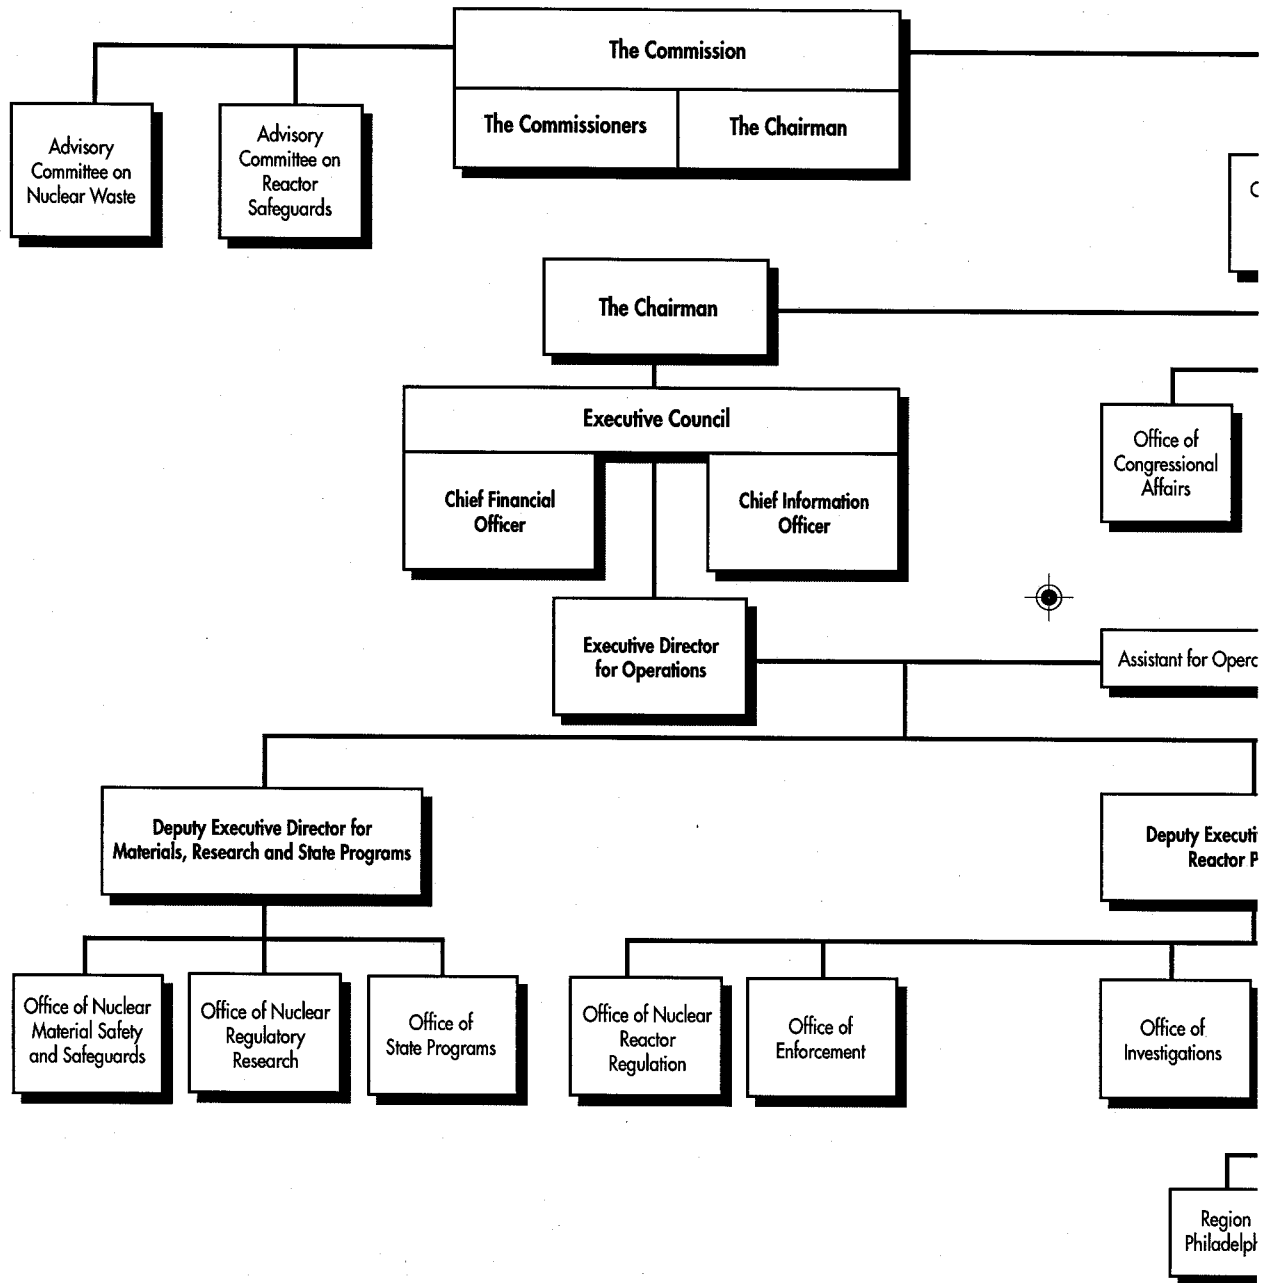 The Commission
The Commissioners
The Chairman
Advisory
Committee on
Nuclear Waste
Advisory
Committee on
Reactor
Safeguards
The Chairman
Executive Council
Chief Financial
Officer
Chief Information
Officer
Office of
Congressional
Affairs
Executive Director
for Operations
Assistant for
Deputy Executive Director for
Materials, Research and State Programs
Deputy
Reactor
Office of Nuclear
Material Safety
and Safeguards
Office of Nuclear
Regulatory
Research
Office of
State Programs
Office of Nuclear
Reactor
Regulation
Office of
Enforcement
Office of
Investigations
Region